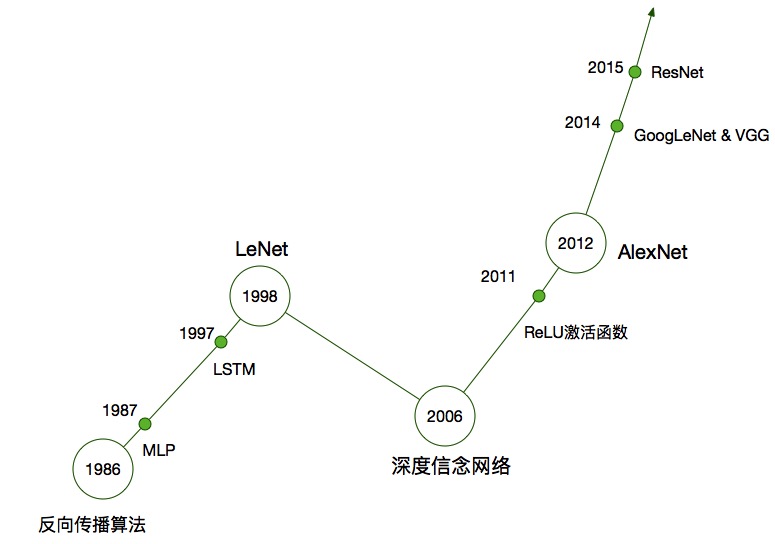 2015
ResNet
2014
GoogLeNet & VGG
2012
AlexNet
LeNet
2011
1998
1997
ReLU激活函数
LSTM
1987
2006
MLP
深度信念网络
1986
反向传播算法